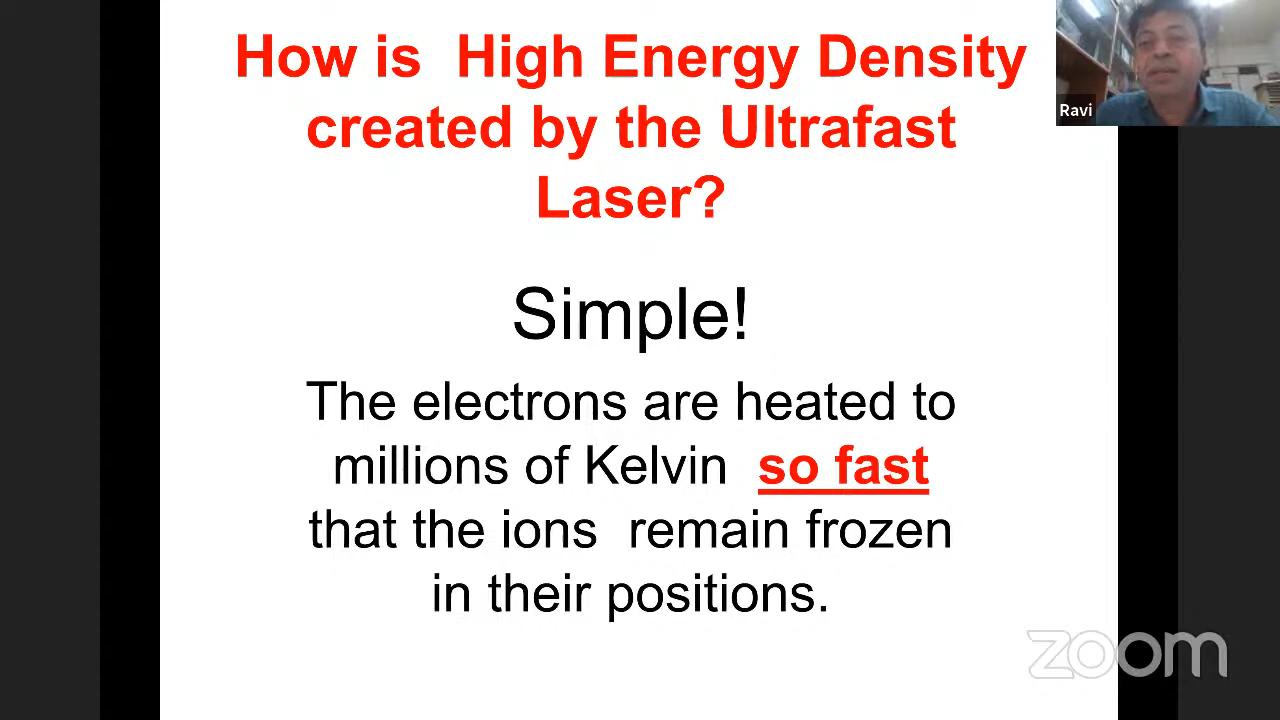 How is  High Energy Density
created by the Ultrafast
Laser?
Ravi
Simple!
The electrons are heated to
millions of Kelvin  so fast
that the ions  remain frozen
in their positions.
zoom